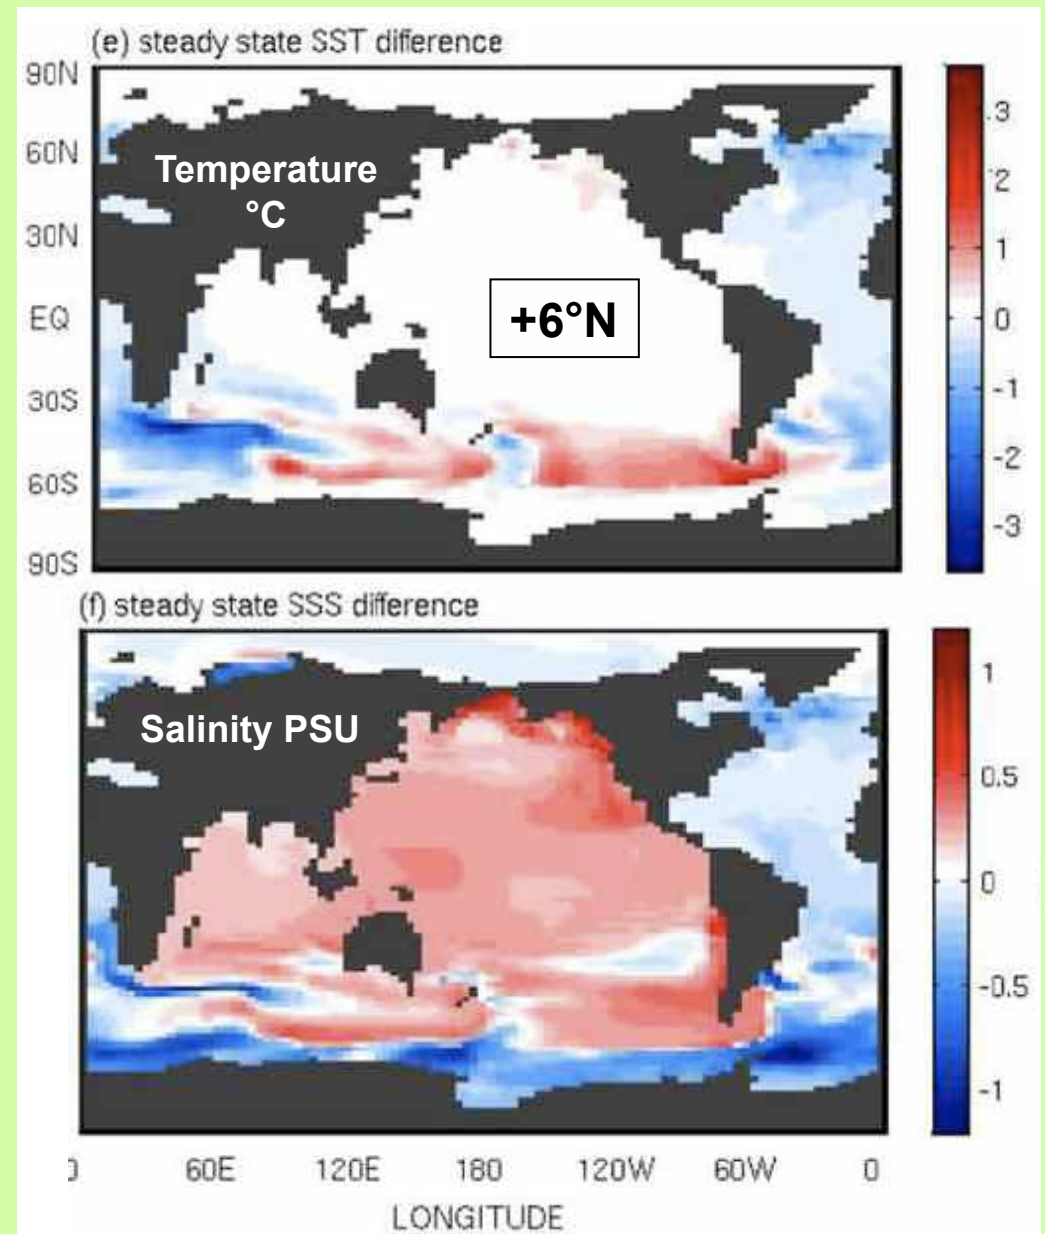 (e) steady state SST difference
90N
60N
30N
EQ
30S
60S
90S
Temperature
°C
+6°N
.3
2
1
0
-1
-2
-3
(f) steady state SSS difference
Salinity PSU
1
0.5
0
-0.5
-1
0
60E
120E
180
120W
60W
0
LONGITUDE